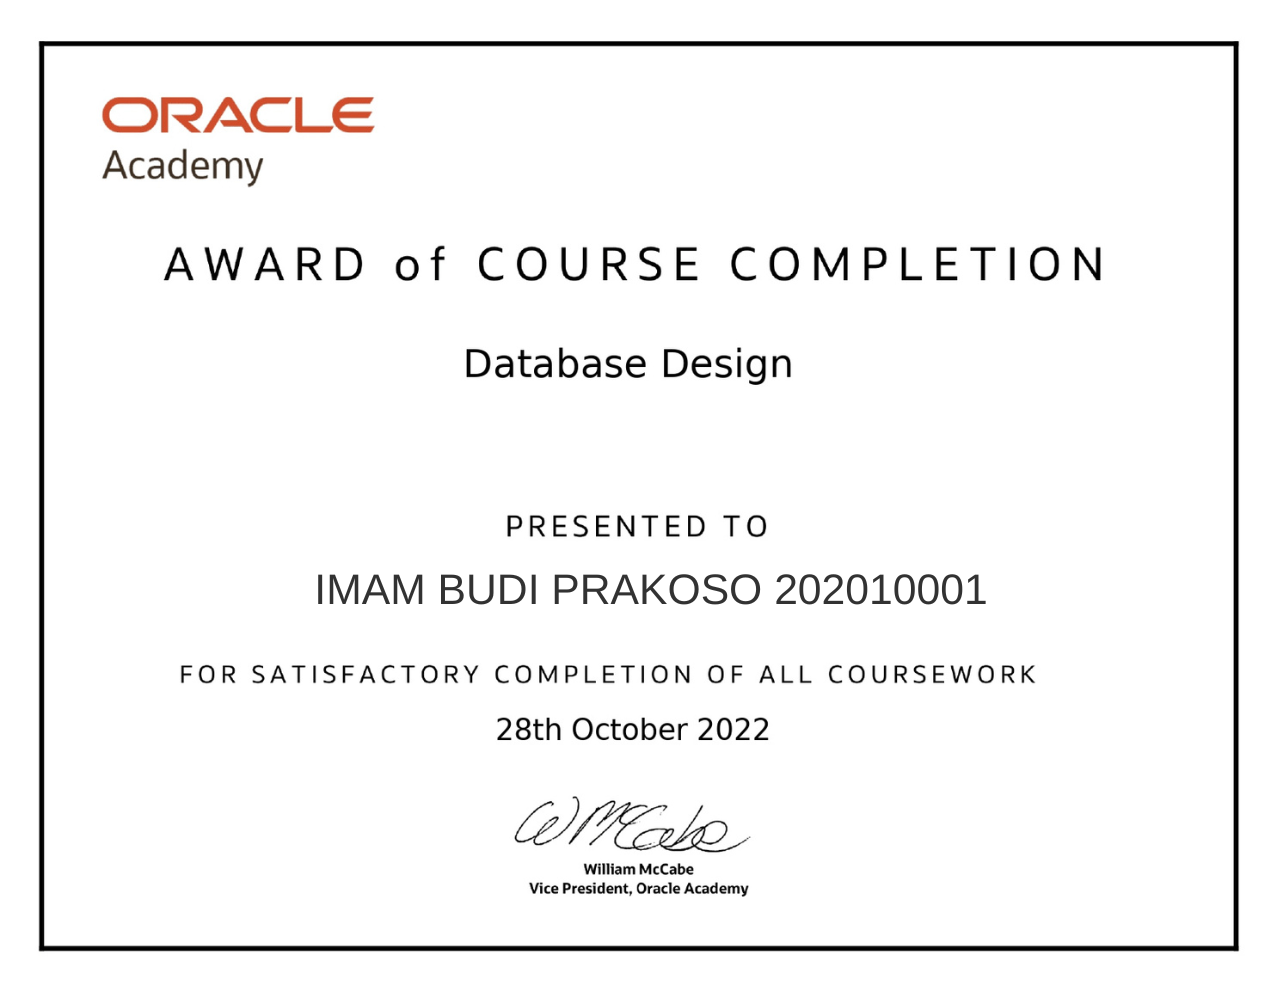 ORACLE
Academy
AWARD of COURSE COMPLETION
Database Design
PRESENTED TO
IMAM BUDI PRAKOSO 202010001
FOR SATISFACTORY COMPLETION OF ALL COURSEWORK
28th October 2022
W McCabe
William McCabe
Vice President, Oracle Academy